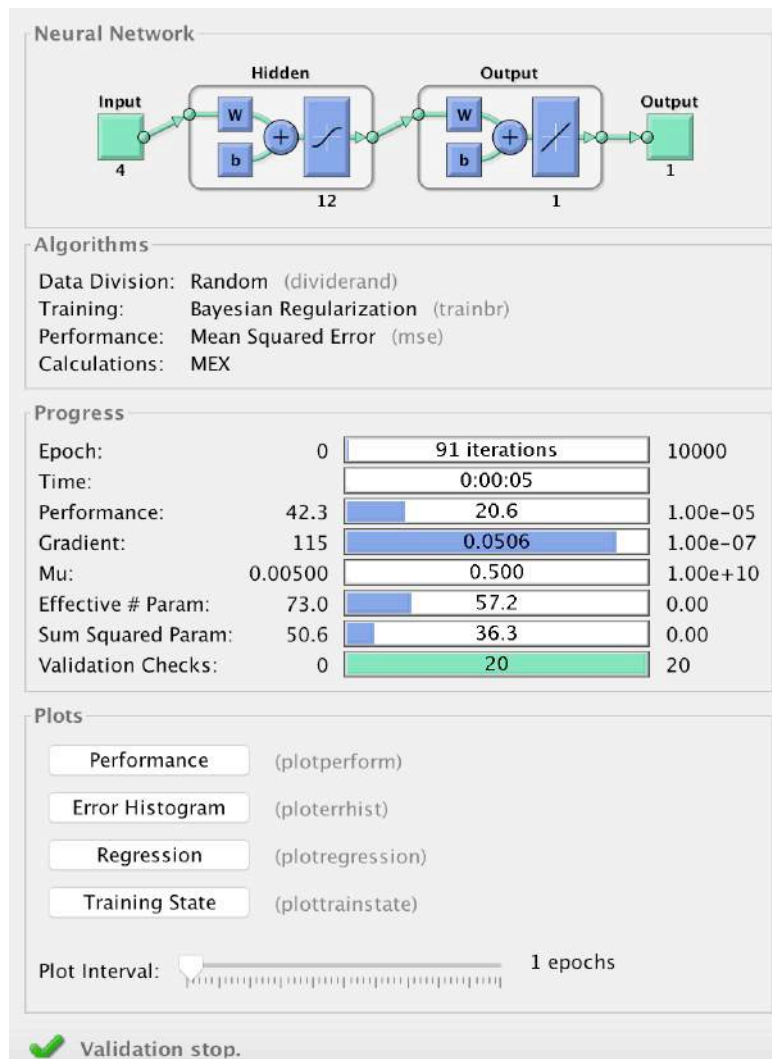 Neural Network
Hidden
Output
Input
Output
W
W
+
+
b
b
4
12
1
1
Algorithms
Data Division: Random (dividerand)
Training: Bayesian Regularization (trainbr)
Performance: Mean Squared Error (mse)
Calculations: MEX
Progress
Epoch: 0 91 iterations 10000
Time: 0:00:05
Performance: 42.3 20.6 1.00e-05
Gradient: 115 0.0506 1.00e-07
Mu: 0.00500 0.500 1.00e+10
Effective # Param: 73.0 57.2 0.00
Sum Squared Param: 50.6 36.3 0.00
Validation Checks: 0 20 20
Plots
Performance (plotperform)
Error Histogram (ploterrhist)
Regression (plotregression)
Training State (plottrainstate)
Plot Interval: 1 epochs
Validation stop.